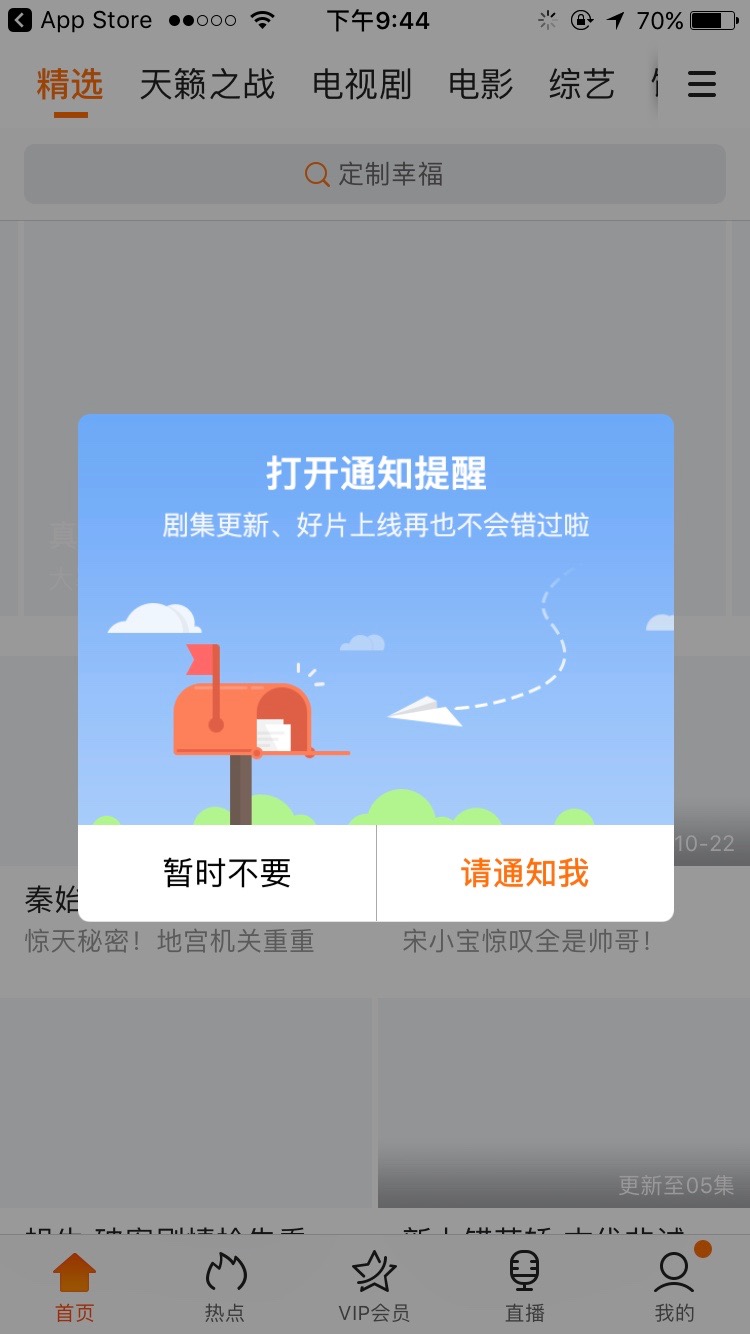 App Store 下午9:44 70%
精选 天籁之战 电视剧 电影 综艺
定制幸福
真
大
打开通知提醒
剧集更新、好片上线再也不会错过啦
10-22
暂时不要 请通知我
秦始
惊天秘密！地宫机关重重 宋小宝惊叹全是帅哥！
更新至05集
首页 热点 VIP会员 直播 我的